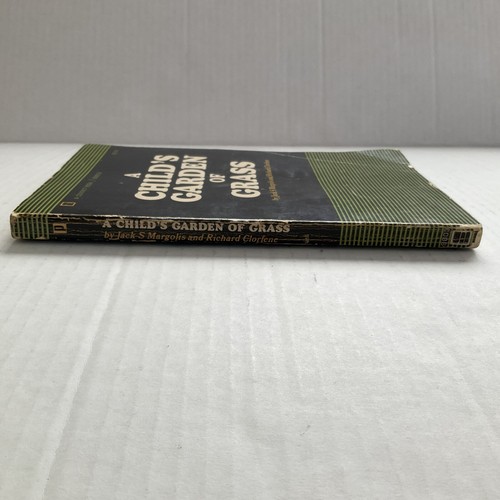 A
CHILD'S
GARDEN
OF
GRASS
A CHILD'S GARDEN OF GRASS
by Jack S Margolis and Richard Clorfene